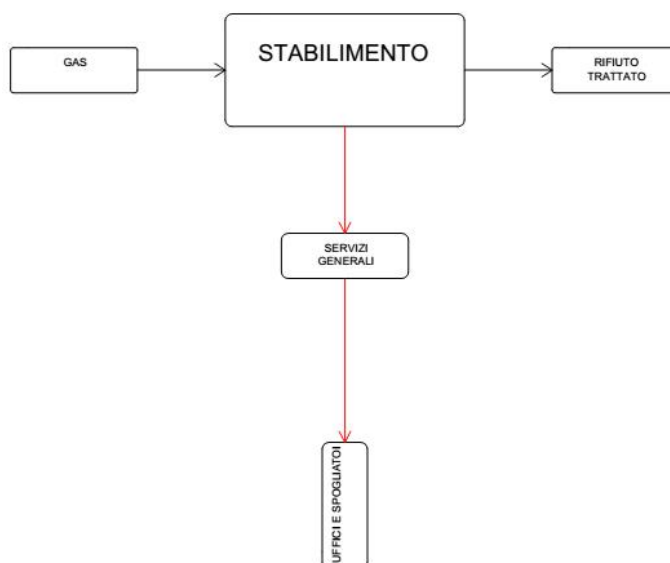 GAS
STABILIMENTO
RIFIUTO
TRATTATO
SERVIZI
GENERALI
UFFICI E SPOGLIATOI